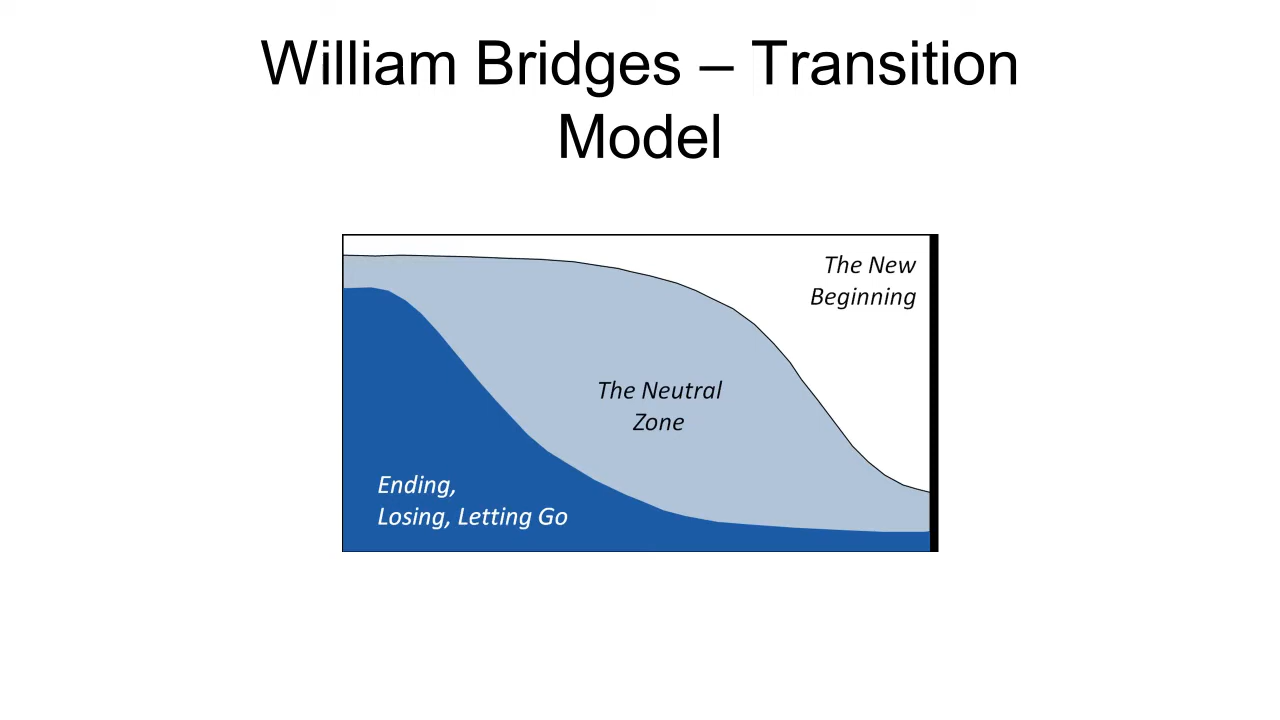 William Bridges – Transition
Model
The New
Beginning
The Neutral
Zone
Ending,
Losing, Letting Go